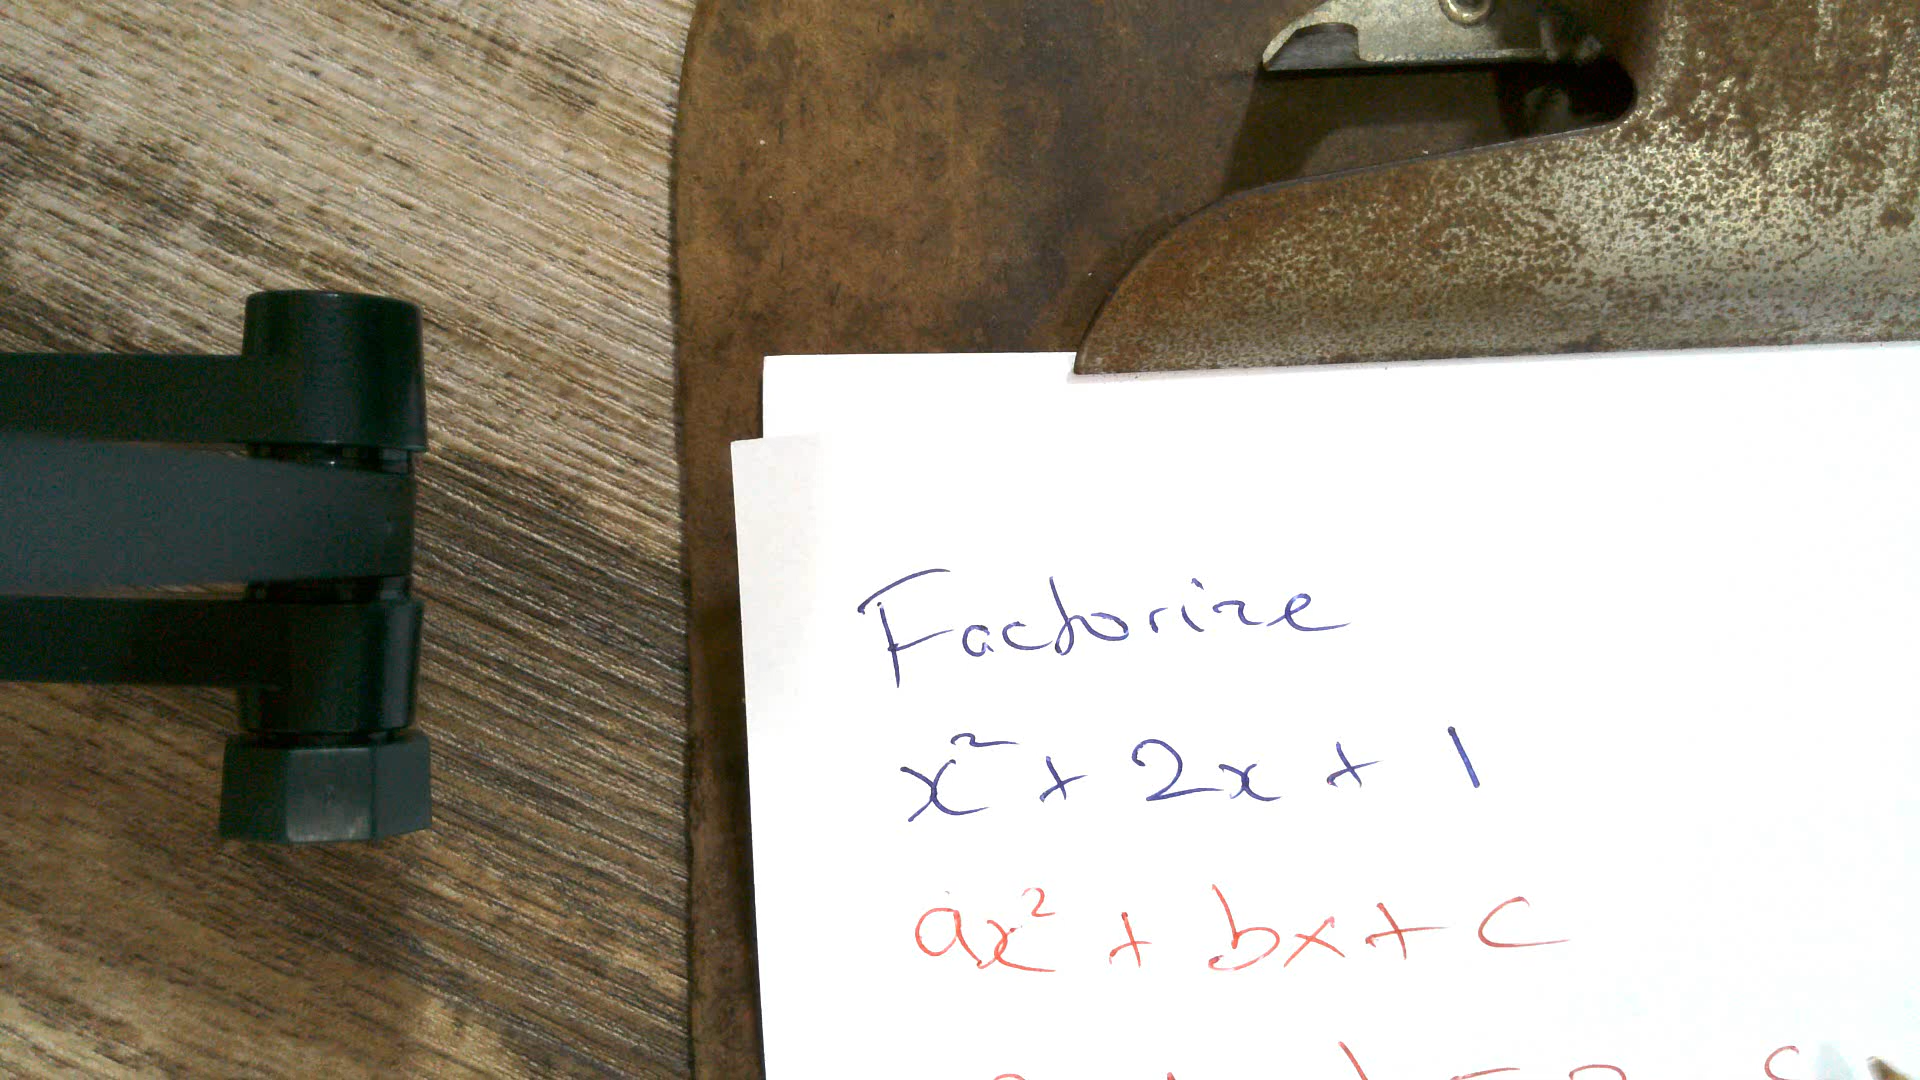 Factorize
x² + 2x + 1
ax² + bx + c